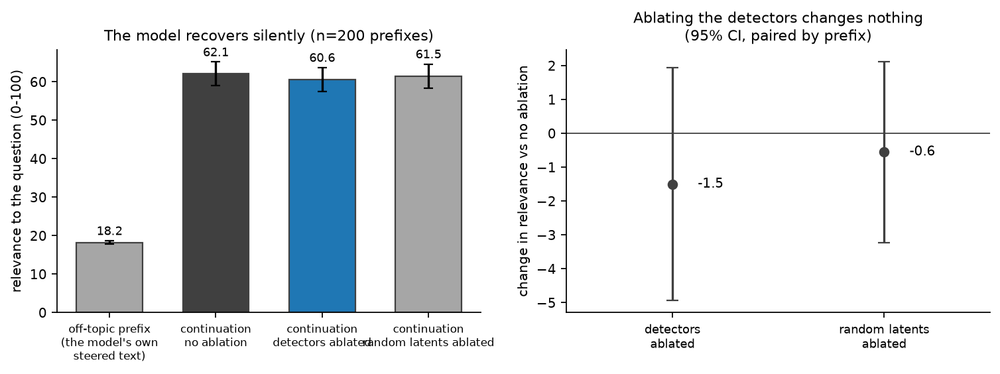 The model recovers silently (n=200 prefixes)
relevance to the question (0-100)
60
50
40
30
20
10
0
18.2
62.1
60.6
61.5
off-topic prefix
(the model's own
steered text)
continuation
no ablation
continuation
detectors ablated
continuation
random latents ablated
Ablating the detectors changes nothing
(95% CI, paired by prefix)
change in relevance vs no ablation
2
1
0
−1
−2
−3
−4
−5
-1.5
-0.6
detectors
ablated
random latents
ablated